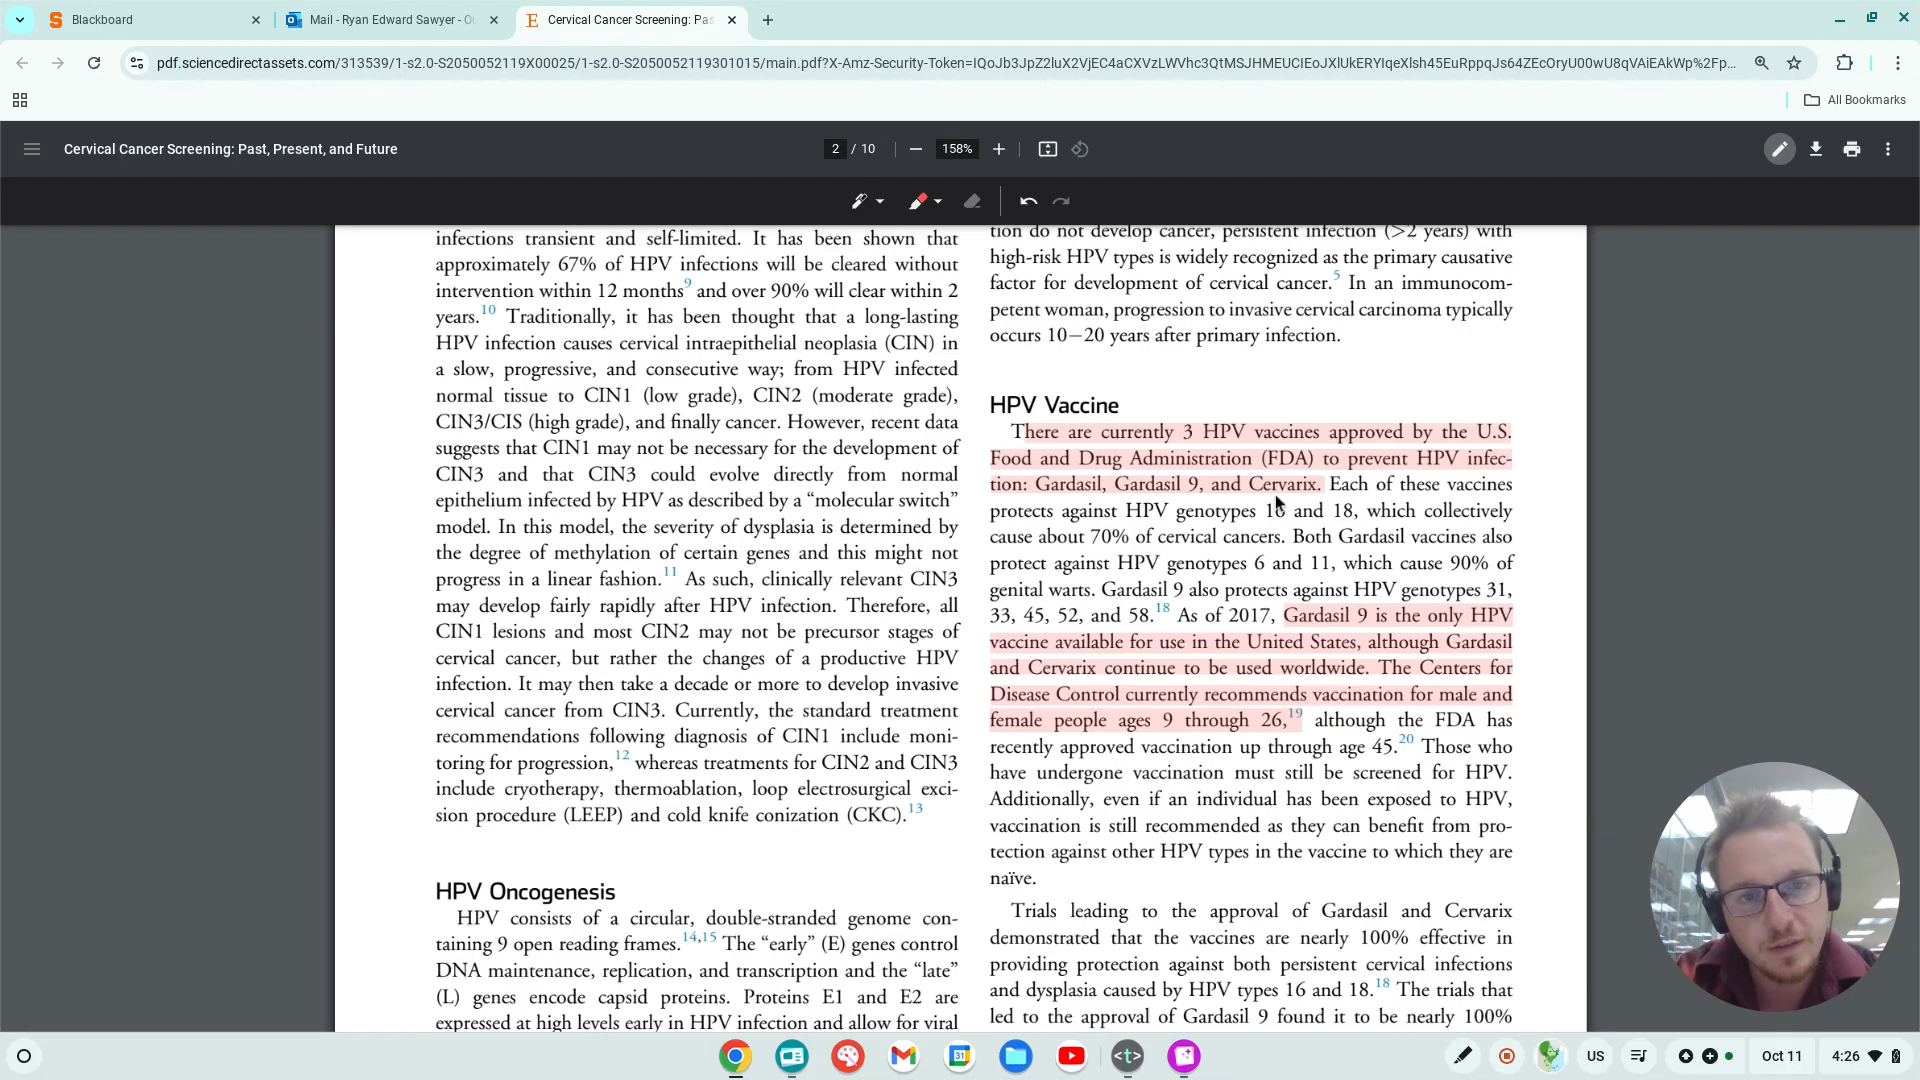 Blackboard
Mail - Ryan Edward Sawyer - Ou
Cervical Cancer Screening: Pas
pdf.sciencedirectassets.com/313539/1-s2.0-S2050052119X00025/1-s2.0-S2050052119301015/main.pdf?X-Amz-Security-Token=IQoJb3JpZ2luX2VjEC4aCXVzLWVhc3QtMSJHMEUCIEoJXlUkERYIqeXlsh45EuRppqJs64ZEcOryU00wU8qVAiEAkWp%2Fp...
All Bookmarks
Cervical Cancer Screening: Past, Present, and Future
2 / 10
158%
infections transient and self-limited. It has been shown that
approximately 67% of HPV infections will be cleared without
intervention within 12 months9 and over 90% will clear within 2
years.10 Traditionally, it has been thought that a long-lasting
HPV infection causes cervical intraepithelial neoplasia (CIN) in
a slow, progressive, and consecutive way; from HPV infected
normal tissue to CIN1 (low grade), CIN2 (moderate grade),
CIN3/CIS (high grade), and finally cancer. However, recent data
suggests that CIN1 may not be necessary for the development of
CIN3 and that CIN3 could evolve directly from normal
epithelium infected by HPV as described by a “molecular switch”
model. In this model, the severity of dysplasia is determined by
the degree of methylation of certain genes and this might not
progress in a linear fashion.11 As such, clinically relevant CIN3
may develop fairly rapidly after HPV infection. Therefore, all
CIN1 lesions and most CIN2 may not be precursor stages of
cervical cancer, but rather the changes of a productive HPV
infection. It may then take a decade or more to develop invasive
cervical cancer from CIN3. Currently, the standard treatment
recommendations following diagnosis of CIN1 include moni-
toring for progression,12 whereas treatments for CIN2 and CIN3
include cryotherapy, thermoablation, loop electrosurgical exci-
sion procedure (LEEP) and cold knife conization (CKC).13
HPV Oncogenesis
HPV consists of a circular, double-stranded genome con-
taining 9 open reading frames.14,15 The “early” (E) genes control
DNA maintenance, replication, and transcription and the “late”
(L) genes encode capsid proteins. Proteins E1 and E2 are
expressed at high levels early in HPV infection and allow for viral
tion do not develop cancer, persistent infection (>2 years) with
high-risk HPV types is widely recognized as the primary causative
factor for development of cervical cancer.5 In an immunocom-
petent woman, progression to invasive cervical carcinoma typically
occurs 10–20 years after primary infection.
HPV Vaccine
There are currently 3 HPV vaccines approved by the U.S.
Food and Drug Administration (FDA) to prevent HPV infec-
tion: Gardasil, Gardasil 9, and Cervarix. Each of these vaccines
protects against HPV genotypes 16 and 18, which collectively
cause about 70% of cervical cancers. Both Gardasil vaccines also
protect against HPV genotypes 6 and 11, which cause 90% of
genital warts. Gardasil 9 also protects against HPV genotypes 31,
33, 45, 52, and 58.18 As of 2017, Gardasil 9 is the only HPV
vaccine available for use in the United States, although Gardasil
and Cervarix continue to be used worldwide. The Centers for
Disease Control currently recommends vaccination for male and
female people ages 9 through 26,19 although the FDA has
recently approved vaccination up through age 45.20 Those who
have undergone vaccination must still be screened for HPV.
Additionally, even if an individual has been exposed to HPV,
vaccination is still recommended as they can benefit from pro-
tection against other HPV types in the vaccine to which they are
naïve.
Trials leading to the approval of Gardasil and Cervarix
demonstrated that the vaccines are nearly 100% effective in
providing protection against both persistent cervical infections
and dysplasia caused by HPV types 16 and 18.18 The trials that
led to the approval of Gardasil 9 found it to be nearly 100%
31
<t>
US
Oct 11
4:26